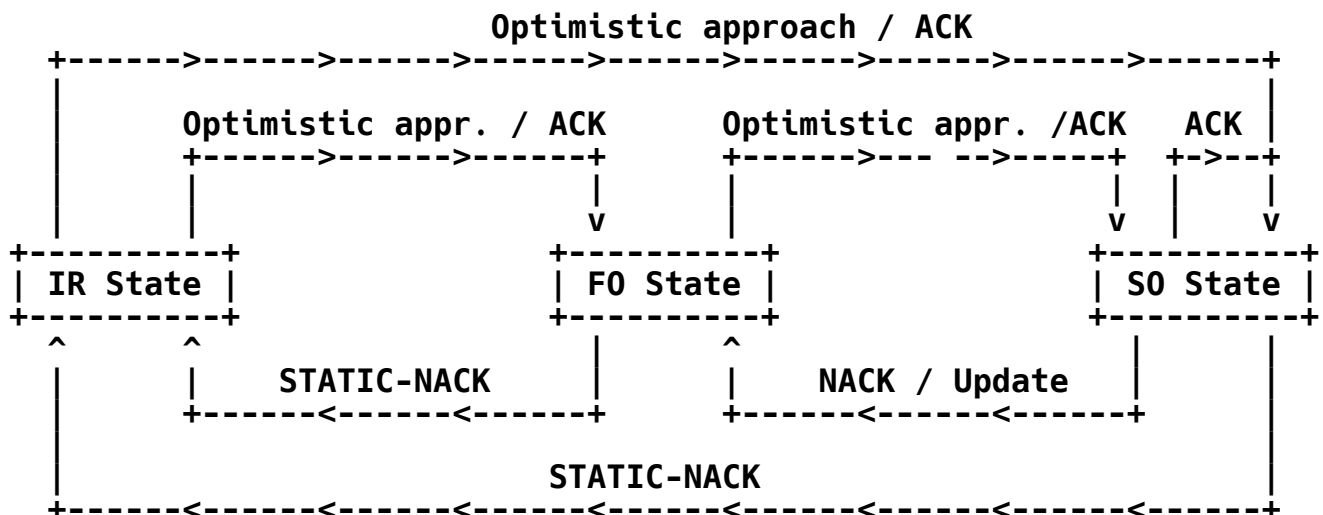 Optimistic approach / ACK
Optimistic appr. / ACK Optimistic appr. /ACK ACK
IR State FO State SO State
STATIC-NACK NACK / Update
STATIC-NACK